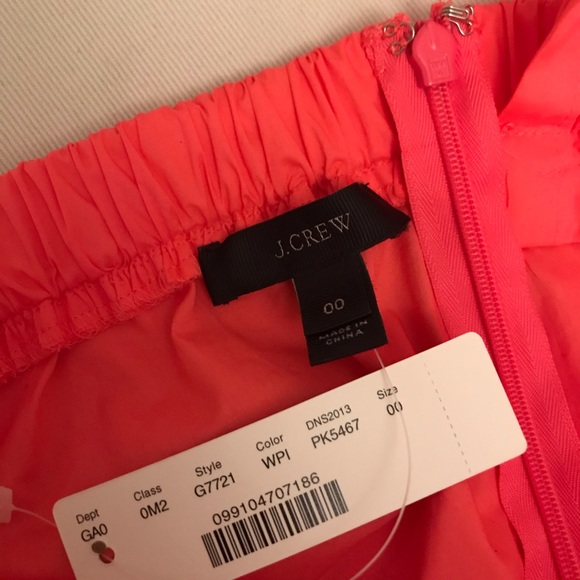 J.CREW
00
MADE IN
CHINA
Dept Class Style Color DNS2013 Size
GA0 0M2 G7721 WPI PK5467 00
099104707186